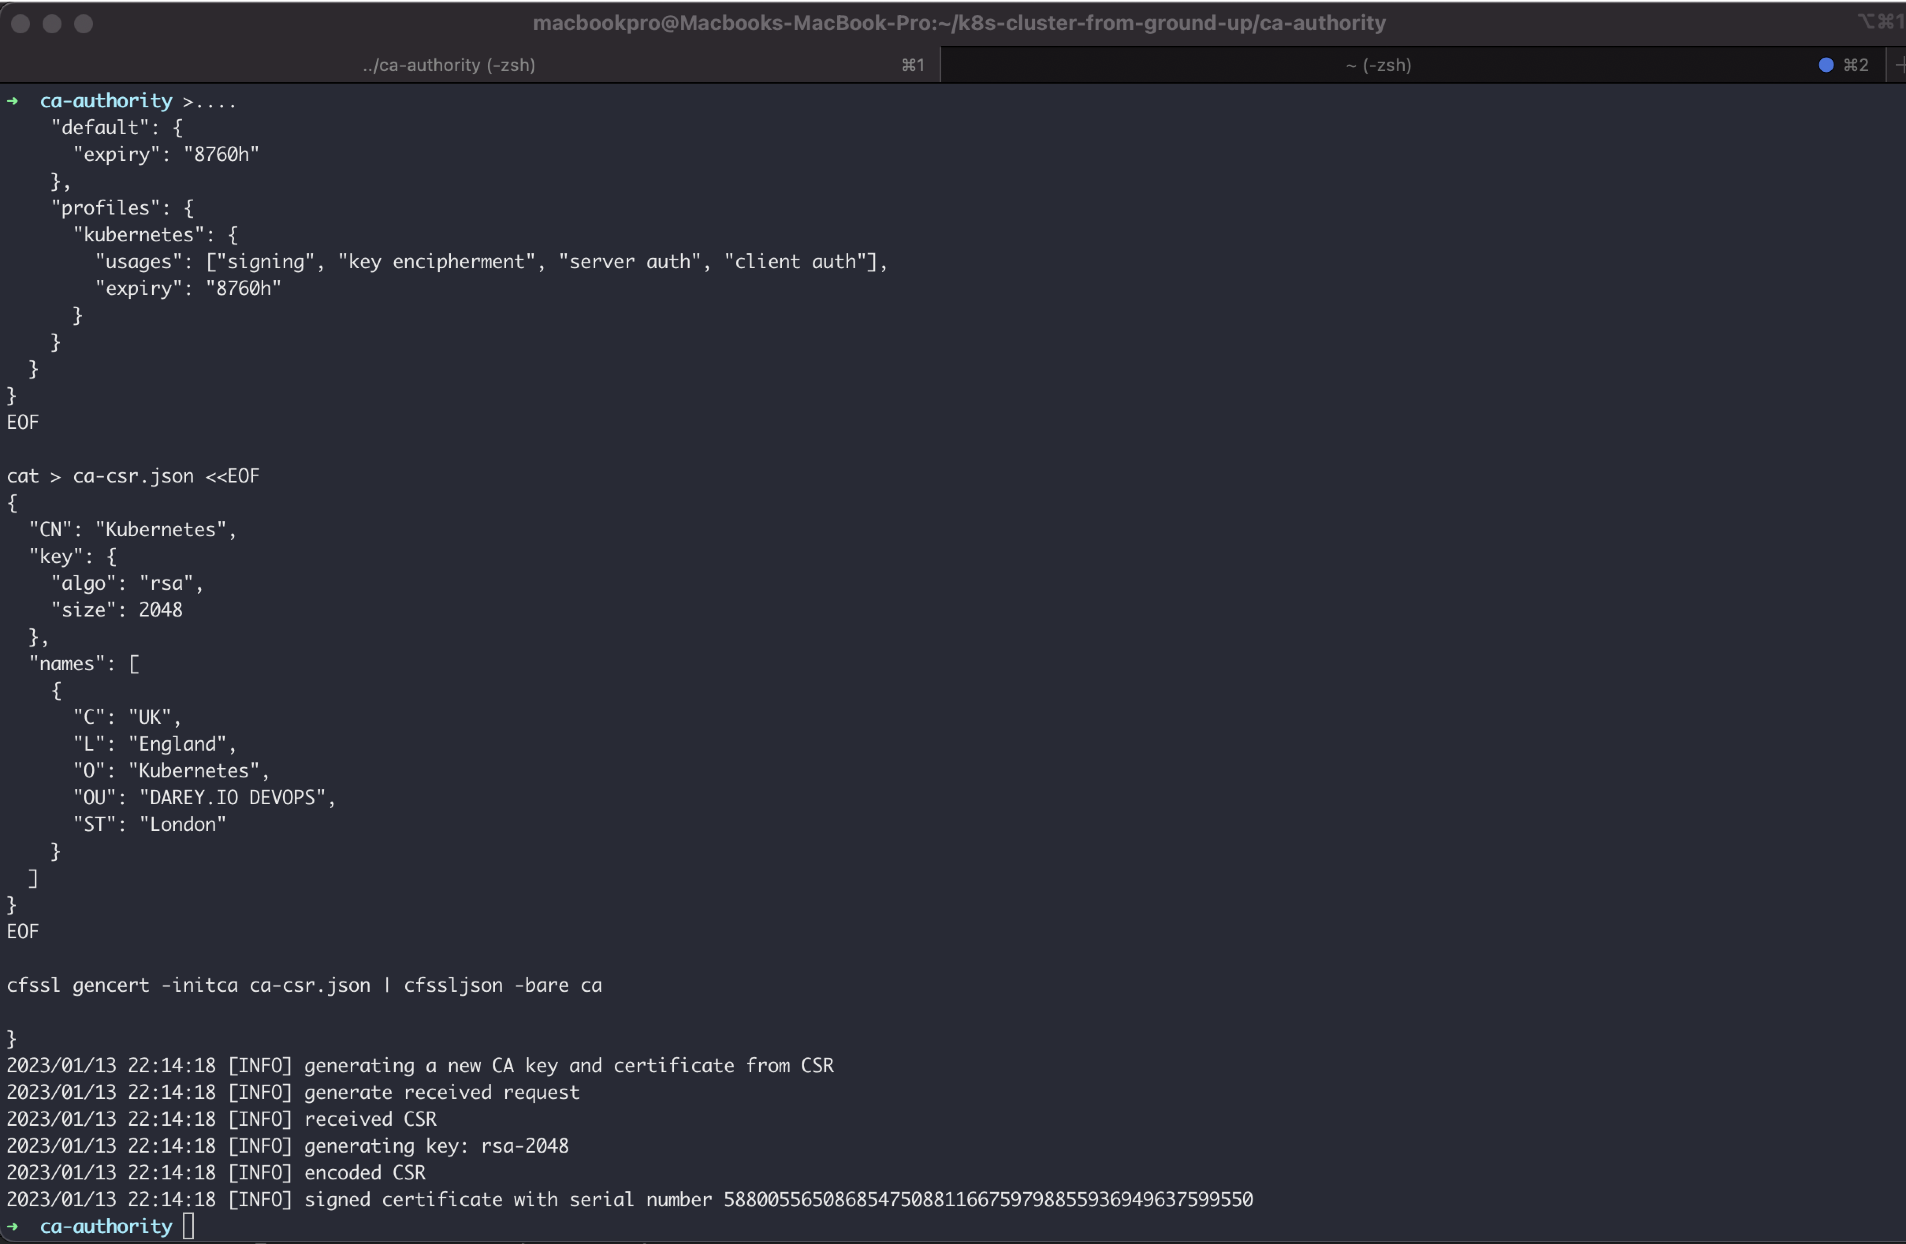 macbookpro@Macbooks-MacBook-Pro:~/k8s-cluster-from-ground-up/ca-authority ⌥⌘1
../ca-authority (-zsh) ⌘1 ~ (-zsh) ⌘2
→ ca-authority >....
    "default": {
      "expiry": "8760h"
    },
    "profiles": {
      "kubernetes": {
        "usages": ["signing", "key encipherment", "server auth", "client auth"],
        "expiry": "8760h"
      }
    }
  }
}
EOF
cat > ca-csr.json <<EOF
{
  "CN": "Kubernetes",
  "key": {
    "algo": "rsa",
    "size": 2048
  },
  "names": [
    {
      "C": "UK",
      "L": "England",
      "O": "Kubernetes",
      "OU": "DAREY.IO DEVOPS",
      "ST": "London"
    }
  ]
}
EOF
cfssl gencert -initca ca-csr.json | cfssljson -bare ca
}
2023/01/13 22:14:18 [INFO] generating a new CA key and certificate from CSR
2023/01/13 22:14:18 [INFO] generate received request
2023/01/13 22:14:18 [INFO] received CSR
2023/01/13 22:14:18 [INFO] generating key: rsa-2048
2023/01/13 22:14:18 [INFO] encoded CSR
2023/01/13 22:14:18 [INFO] signed certificate with serial number 588005565086854750881166759798855936949637599550
→ ca-authority